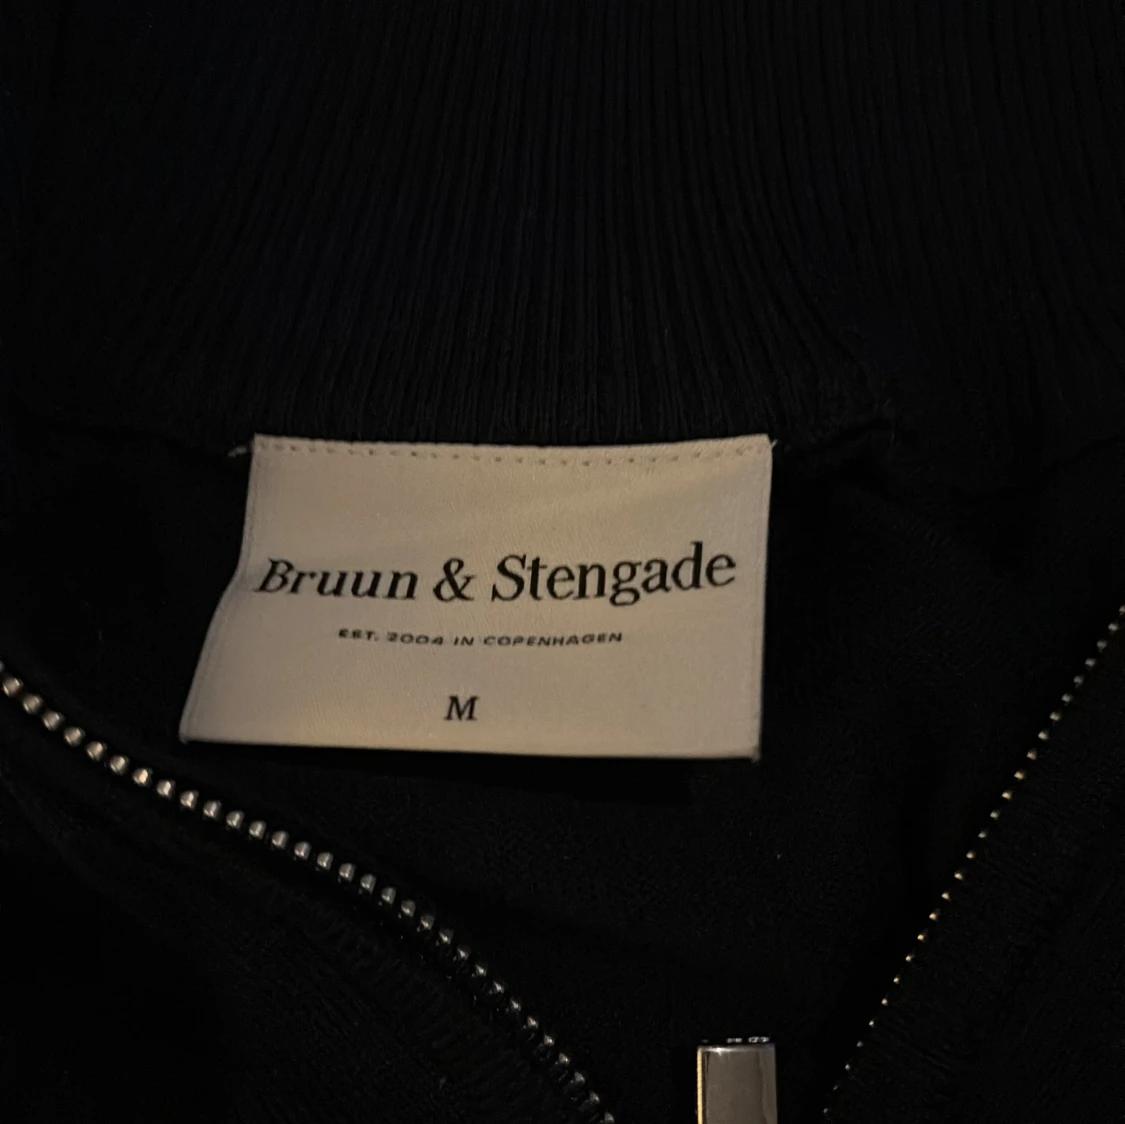 Bruun & Stengade
EST. 2004 IN COPENHAGEN
M